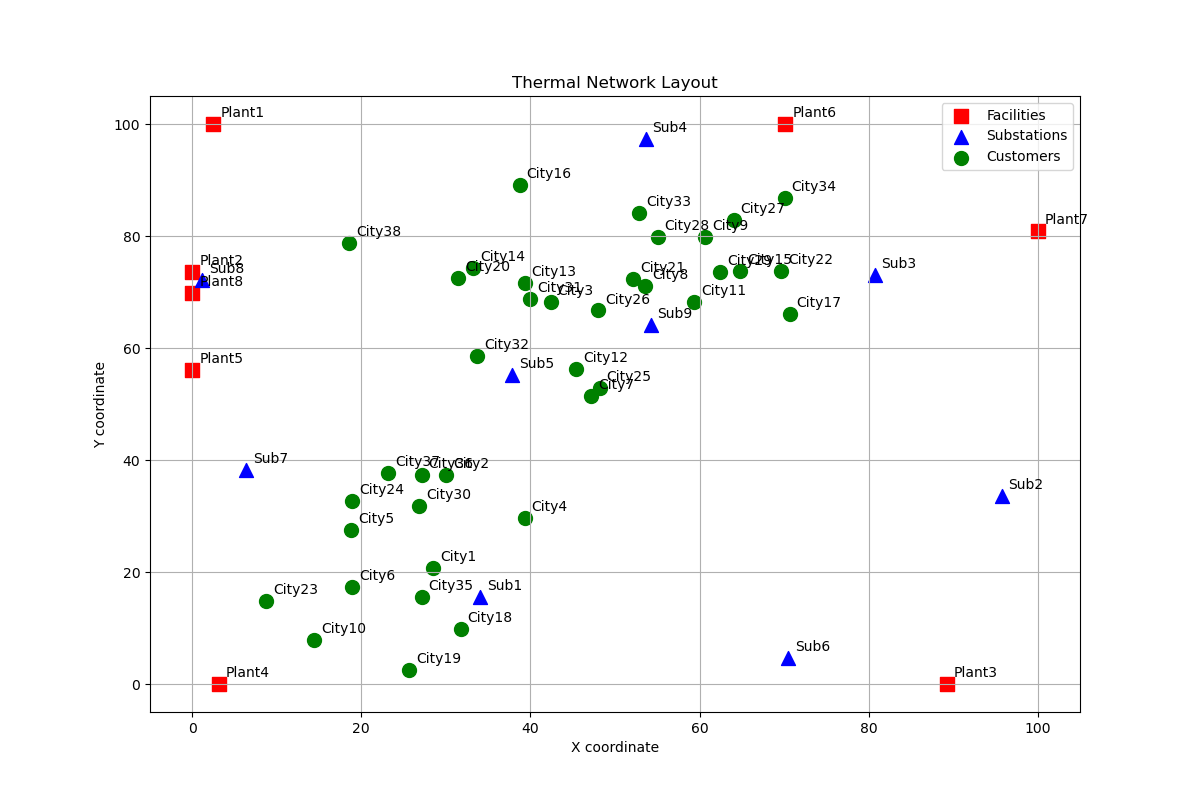 Thermal Network Layout
Plant1
Plant6
Sub4
Facilities
Substations
Customers
City16
City34
City33
City27
City28
City9
Plant7
City38
Plant2
Sub8
Plant8
City14
City20
City13
City31
City3
City21
City8
City29
City15
City22
Sub3
City26
City11
City17
Sub9
Plant5
City32
Sub5
City12
City25
City7
Sub7
City37
City36
City2
City24
City30
City5
City4
Sub2
City1
City6
City35
Sub1
City23
City18
City10
City19
Sub6
Plant4
Plant3
100
80
60
40
20
0
Y coordinate
0
20
40
60
80
100
X coordinate